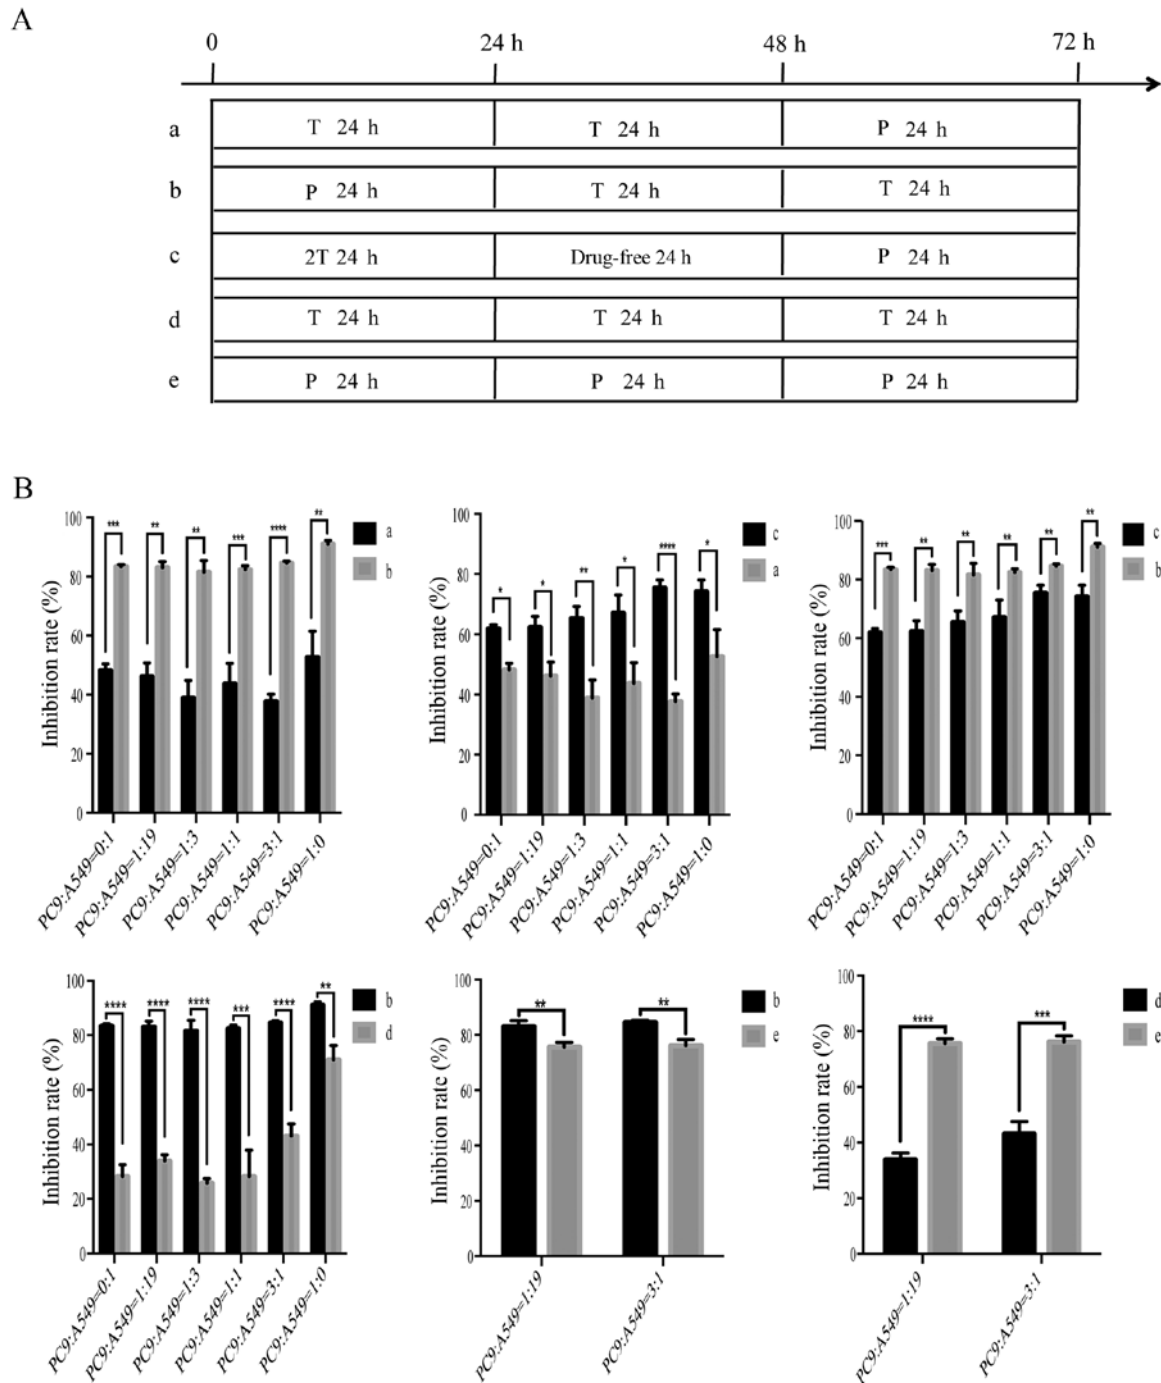 A
0 24 h 48 h 72 h
a T 24 h T 24 h P 24 h
b P 24 h T 24 h T 24 h
c 2T 24 h Drug-free 24 h P 24 h
d T 24 h T 24 h T 24 h
e P 24 h P 24 h P 24 h
B
Inhibition rate (%)
100
80
60
40
20
0
*** ** ** *** **** **
a
b
PC9:A549=0:1
PC9:A549=1:19
PC9:A549=1:3
PC9:A549=1:1
PC9:A549=3:1
PC9:A549=1:0
Inhibition rate (%)
100
80
60
40
20
0
* * ** * **** *
c
a
PC9:A549=0:1
PC9:A549=1:19
PC9:A549=1:3
PC9:A549=1:1
PC9:A549=3:1
PC9:A549=1:0
Inhibition rate (%)
100
80
60
40
20
0
*** ** ** ** ** **
c
b
PC9:A549=0:1
PC9:A549=1:19
PC9:A549=1:3
PC9:A549=1:1
PC9:A549=3:1
PC9:A549=1:0
Inhibition rate (%)
100
80
60
40
20
0
**** **** **** *** **** **
b
d
PC9:A549=0:1
PC9:A549=1:19
PC9:A549=1:3
PC9:A549=1:1
PC9:A549=3:1
PC9:A549=1:0
Inhibition rate (%)
100
80
60
40
20
0
** **
b
e
PC9:A549=1:19
PC9:A549=3:1
Inhibition rate (%)
100
80
60
40
20
0
**** ***
d
e
PC9:A549=1:19
PC9:A549=3:1